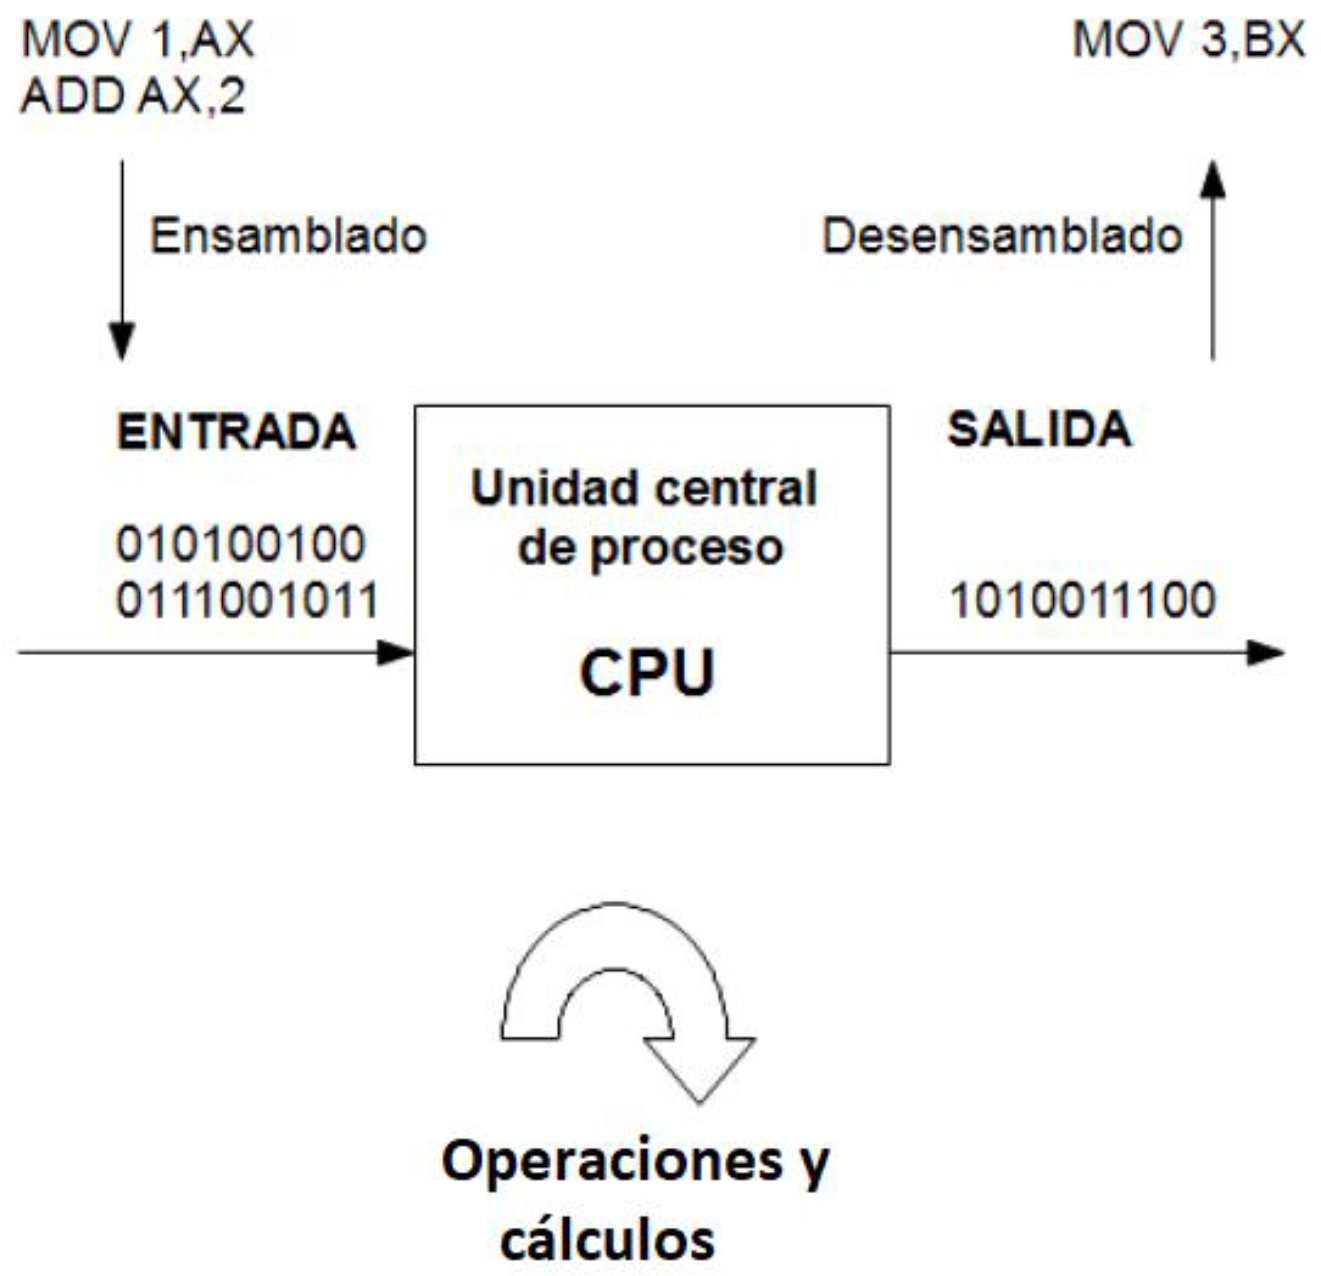 MOV 1,AX
ADD AX,2
MOV 3,BX
Ensamblado
Desensamblado
ENTRADA
SALIDA
010100100
0111001011
Unidad central
de proceso
CPU
1010011100
Operaciones y
cálculos